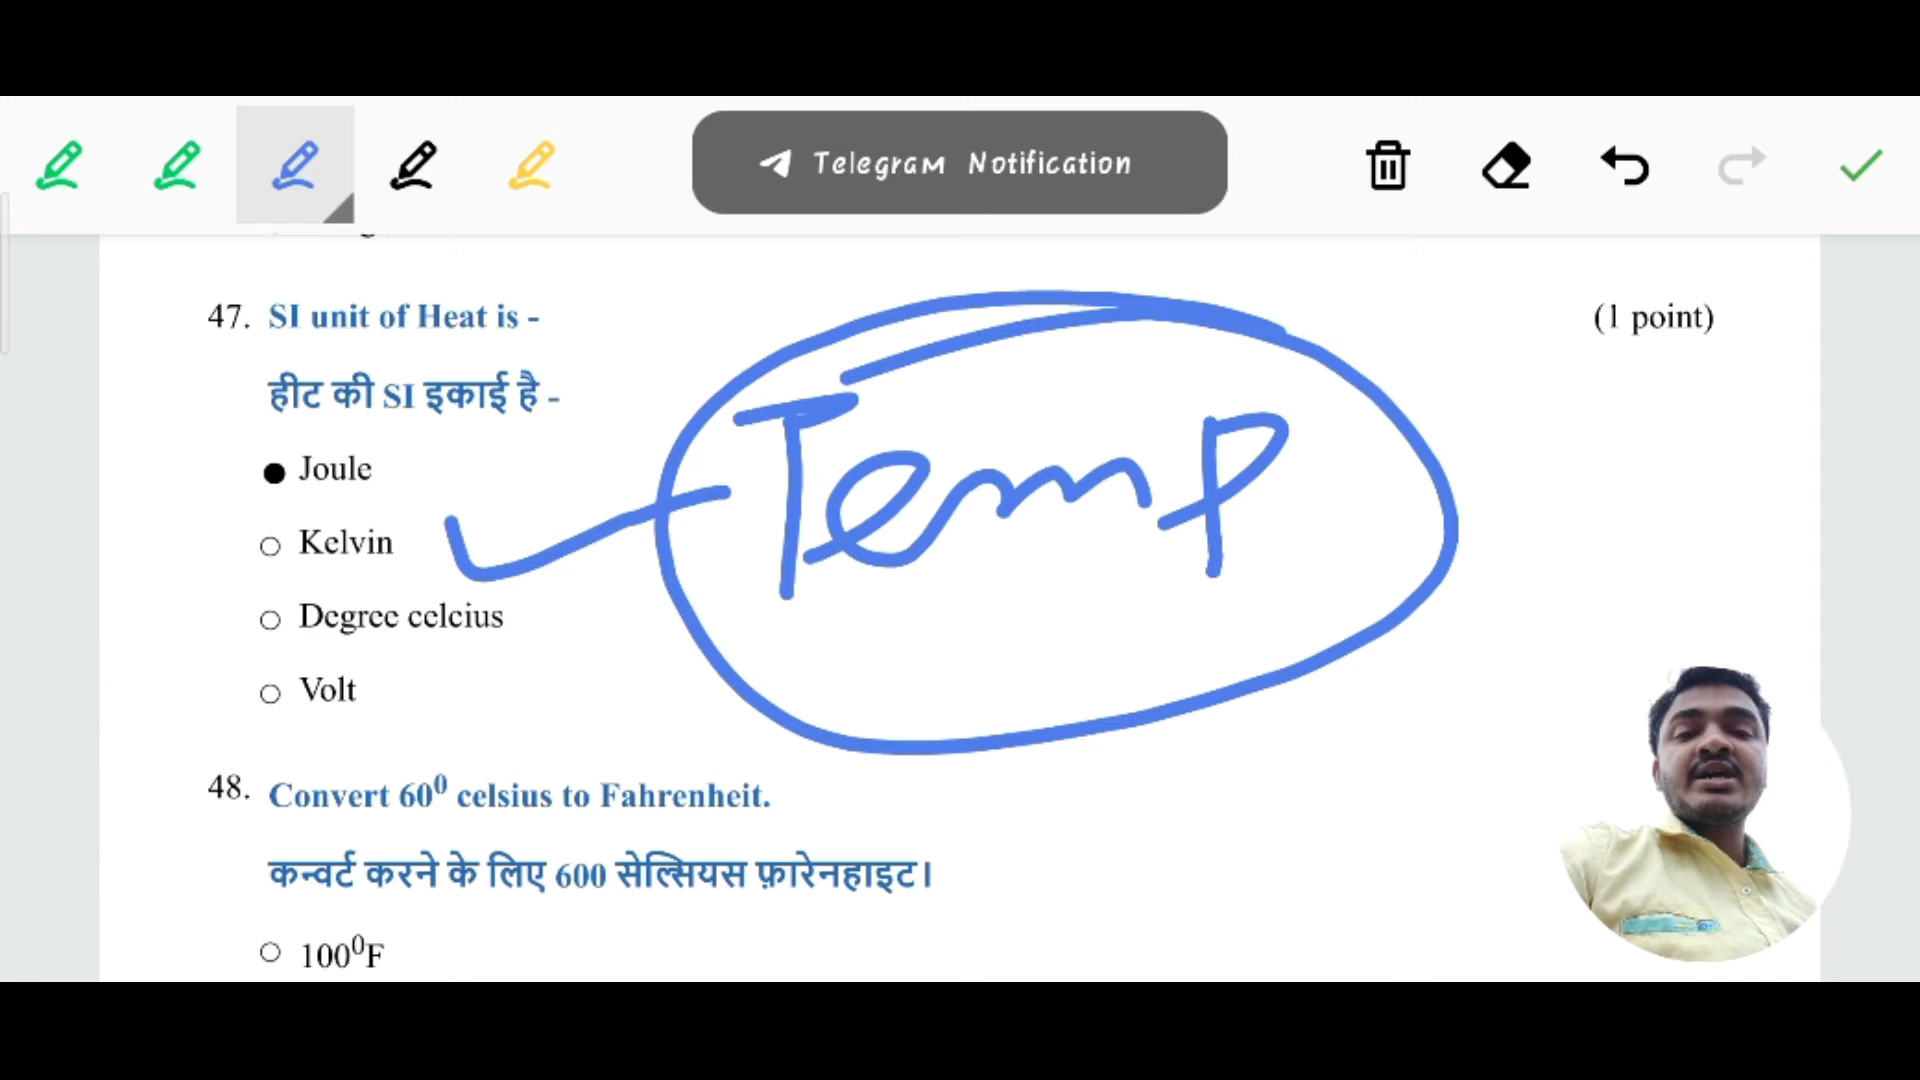 Telegram Notification
47. SI unit of Heat is - (1 point)
हीट की SI इकाई है -
Joule
Kelvin
Degree celcius
Volt
Temp
48. Convert 60⁰ celsius to Fahrenheit.
कन्वर्ट करने के लिए 600 सेल्सियस फ़ारेनहाइट।
100⁰F